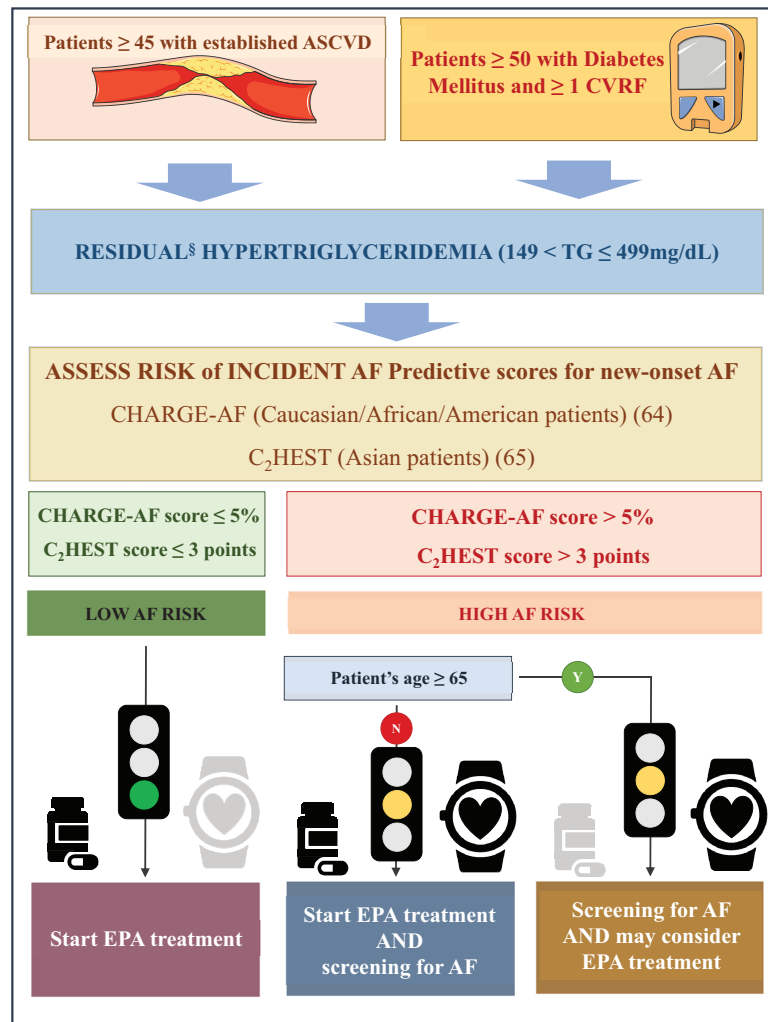 Patients ≥ 45 with established ASCVD
Patients ≥ 50 with Diabetes
Mellitus and ≥ 1 CVRF
RESIDUAL§ HYPERTRIGLYCERIDEMIA (149 < TG ≤ 499mg/dL)
ASSESS RISK of INCIDENT AF Predictive scores for new-onset AF
CHARGE-AF (Caucasian/African/American patients) (64)
C₂HEST (Asian patients) (65)
CHARGE-AF score ≤ 5%
C₂HEST score ≤ 3 points
CHARGE-AF score > 5%
C₂HEST score > 3 points
LOW AF RISK
HIGH AF RISK
Patient's age ≥ 65
Y
N
Start EPA treatment
Start EPA treatment
AND
screening for AF
Screening for AF
AND may consider
EPA treatment